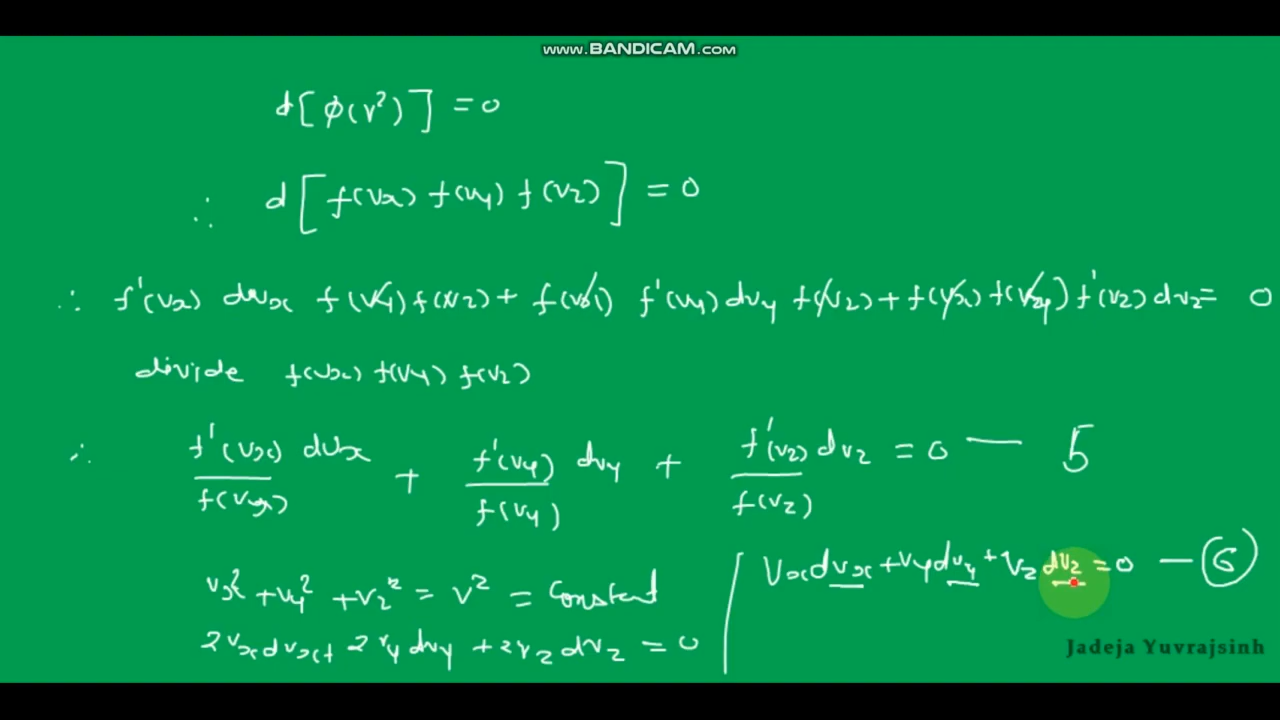 www.BANDICAM.com
d[ϕ(v²)] = 0
∴ d[f(vx) f(vy) f(vz)] = 0
∴ f'(vx) dvx f(vy) f(vz) + f(vx) f'(vy) dvy f(vz) + f(vx) f(vy) f'(vz) dvz = 0
divide f(vx) f(vy) f(vz)
∴ f'(vx) dvx / f(vx) + f'(vy) dvy / f(vy) + f'(vz) dvz / f(vz) = 0 — 5
vx² + vy² + vz² = v² = Constant
2vx dvx + 2vy dvy + 2vz dvz = 0
vx dvx + vy dvy + vz dvz = 0 — 6
Jadeja Yuvrajsinh